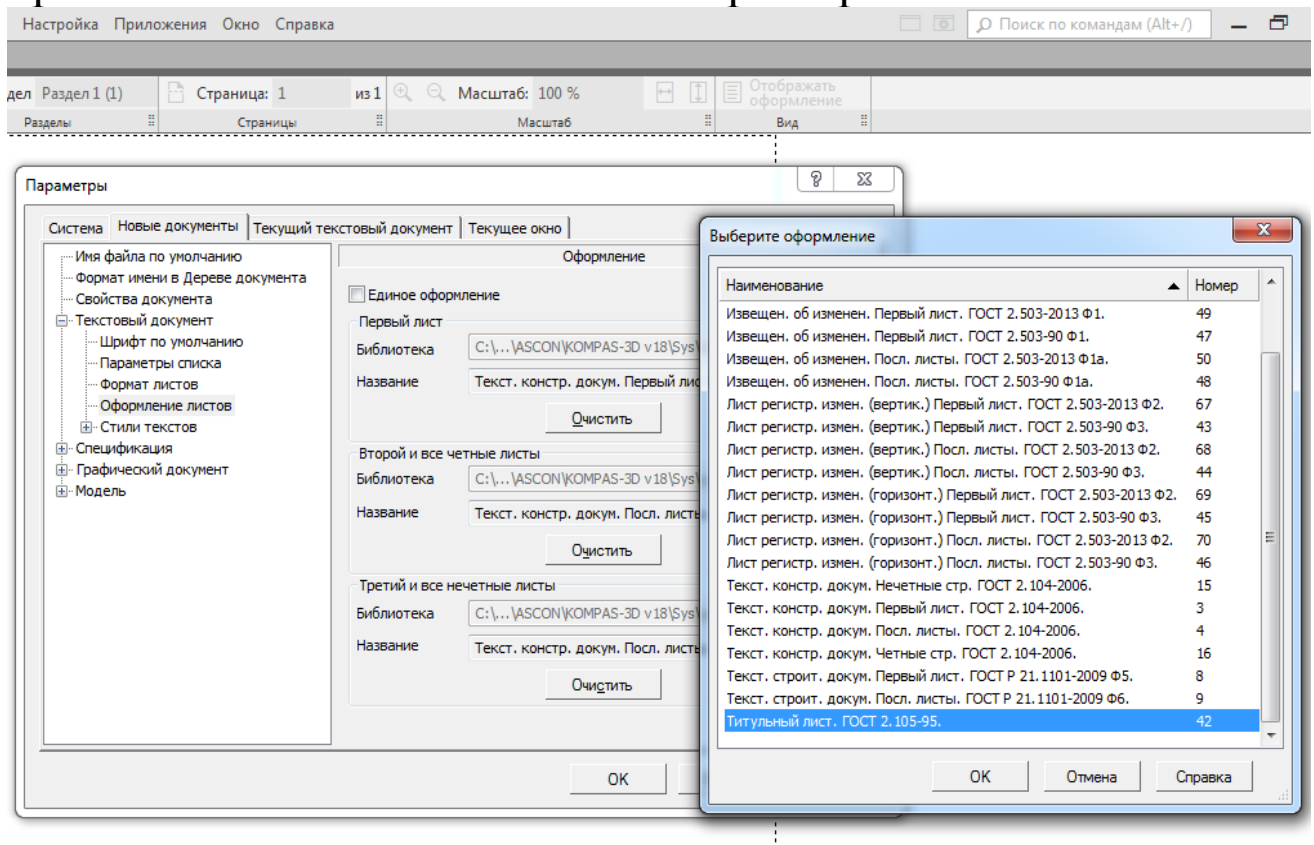 Настройка Приложения Окно Справка
Поиск по командам (Alt+/)
дел Раздел 1 (1) Страница: 1 из 1 Масштаб: 100 % Отображать оформление
Разделы Страницы Масштаб Вид
Параметры
Система Новые документы Текущий текстовый документ Текущее окно
Имя файла по умолчанию
Формат имени в Дереве документа
Свойства документа
Текстовый документ
Шрифт по умолчанию
Параметры списка
Формат листов
Оформление листов
Стили текстов
Спецификация
Графический документ
Модель
Оформление
Единое оформление
Первый лист
Библиотека C:\...\ASCON\KOMPAS-3D v18\Sys\
Название Текст. констр. докум. Первый лис
Очистить
Второй и все четные листы
Библиотека C:\...\ASCON\KOMPAS-3D v18\Sys\
Название Текст. констр. докум. Посл. листы
Очистить
Третий и все нечетные листы
Библиотека C:\...\ASCON\KOMPAS-3D v18\Sys\
Название Текст. констр. докум. Посл. листы
Очистить
OK
Выберите оформление
Наименование Номер
Извещен. об изменен. Первый лист. ГОСТ 2.503-2013 Ф1. 49
Извещен. об изменен. Первый лист. ГОСТ 2.503-90 Ф1. 47
Извещен. об изменен. Посл. листы. ГОСТ 2.503-2013 Ф1а. 50
Извещен. об изменен. Посл. листы. ГОСТ 2.503-90 Ф1а. 48
Лист регистр. измен. (вертик.) Первый лист. ГОСТ 2.503-2013 Ф2. 67
Лист регистр. измен. (вертик.) Первый лист. ГОСТ 2.503-90 Ф3. 43
Лист регистр. измен. (вертик.) Посл. листы. ГОСТ 2.503-2013 Ф2. 68
Лист регистр. измен. (вертик.) Посл. листы. ГОСТ 2.503-90 Ф3. 44
Лист регистр. измен. (горизонт.) Первый лист. ГОСТ 2.503-2013 Ф2. 69
Лист регистр. измен. (горизонт.) Первый лист. ГОСТ 2.503-90 Ф3. 45
Лист регистр. измен. (горизонт.) Посл. листы. ГОСТ 2.503-2013 Ф2. 70
Лист регистр. измен. (горизонт.) Посл. листы. ГОСТ 2.503-90 Ф3. 46
Текст. констр. докум. Нечетные стр. ГОСТ 2.104-2006. 15
Текст. констр. докум. Первый лист. ГОСТ 2.104-2006. 3
Текст. констр. докум. Посл. листы. ГОСТ 2.104-2006. 4
Текст. констр. докум. Четные стр. ГОСТ 2.104-2006. 16
Текст. строит. докум. Первый лист. ГОСТ Р 21.1101-2009 Ф5. 8
Текст. строит. докум. Посл. листы. ГОСТ Р 21.1101-2009 Ф6. 9
Титульный лист. ГОСТ 2.105-95. 42
OK Отмена Справка